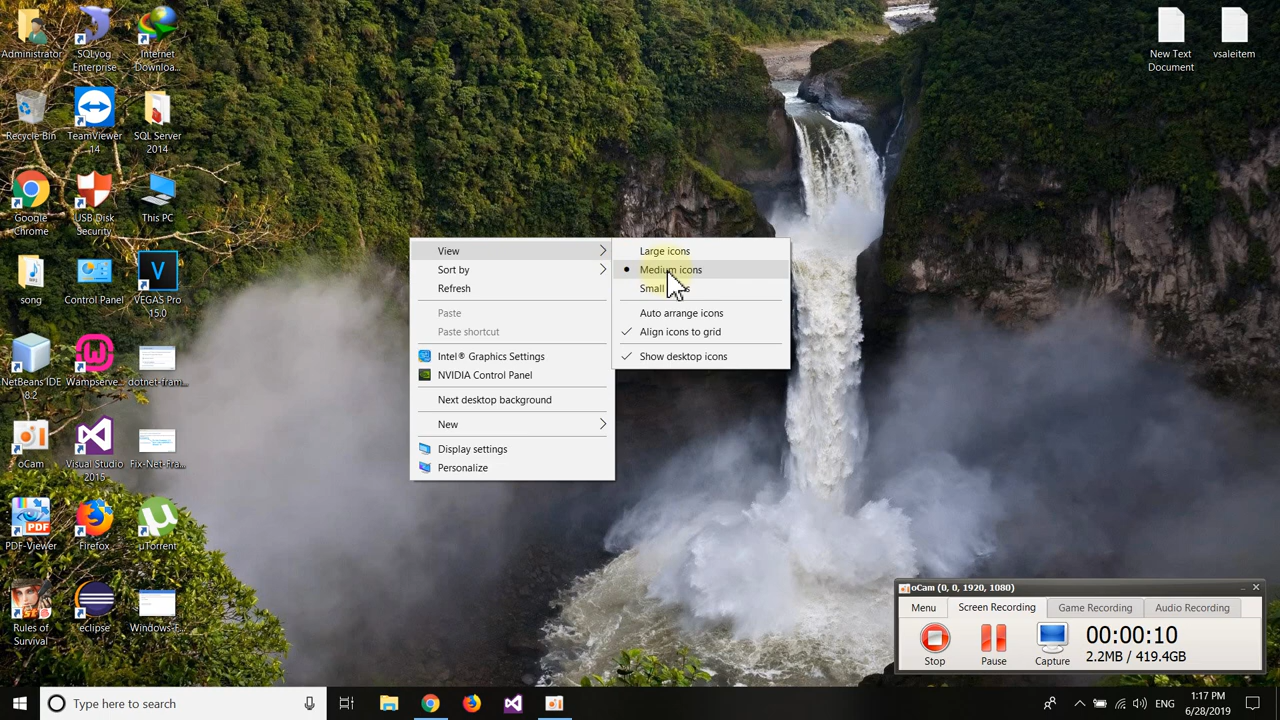 Administrator
SQLyog
Enterprise
Internet
Downloa...
New Text
Document
vsaleitem
Recycle Bin
TeamViewer
14
SQL Server
2014
Google
Chrome
USB Disk
Security
This PC
song
Control Panel
VEGAS Pro
15.0
NetBeans IDE
8.2
Wampserve...
dotnet-fram...
oCam
Visual Studio
2015
Fix-Net-Fra...
PDF-Viewer
Firefox
uTorrent
Rules of
Survival
eclipse
Windows-F...
View
Sort by
Refresh
Paste
Paste shortcut
Intel® Graphics Settings
NVIDIA Control Panel
Next desktop background
New
Display settings
Personalize
Large icons
Medium icons
Small
Auto arrange icons
Align icons to grid
Show desktop icons
oCam (0, 0, 1920, 1080)
Menu
Screen Recording
Game Recording
Audio Recording
Stop
Pause
Capture
00:00:10
2.2MB / 419.4GB
Type here to search
ENG
1:17 PM
6/28/2019